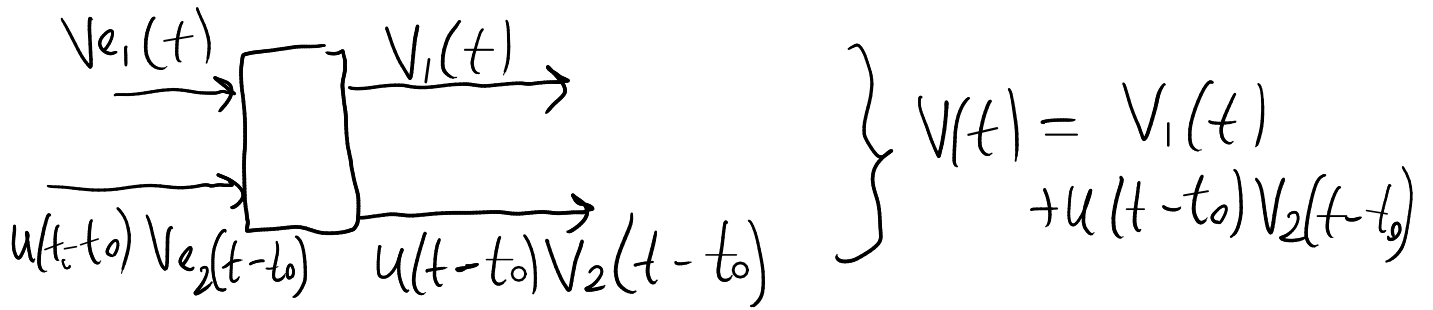 Ve₁(t)
V₁(t)
V(t) = V₁(t)
+u(t-t₀)V₂(t-t₀)
u(t-t₀)Ve₂(t-t₀)
u(t-t₀)V₂(t-t₀)